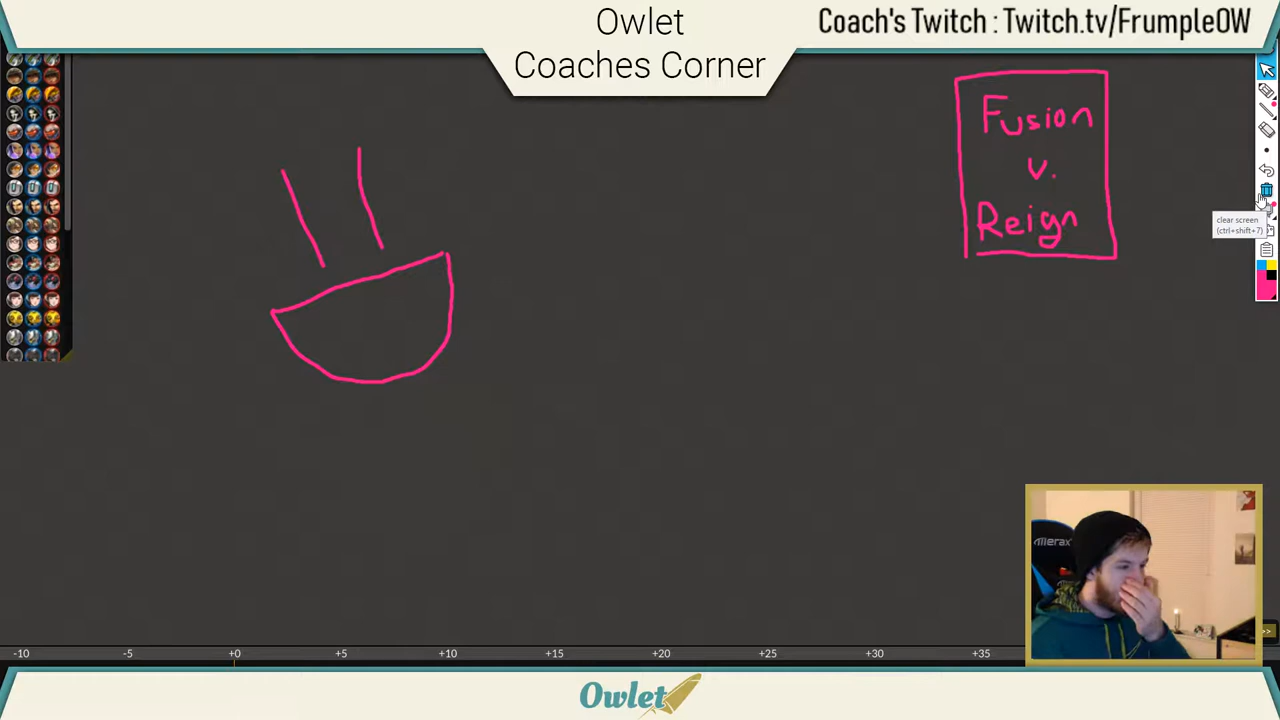 Owlet
Coaches Corner
Coach's Twitch : Twitch.tv/FrumpleOW
Fusion
v.
Reign
clear screen
(ctrl+shift+7)
merax
>>
-10 -5 +0 +5 +10 +15 +20 +25 +30 +35
Owlet